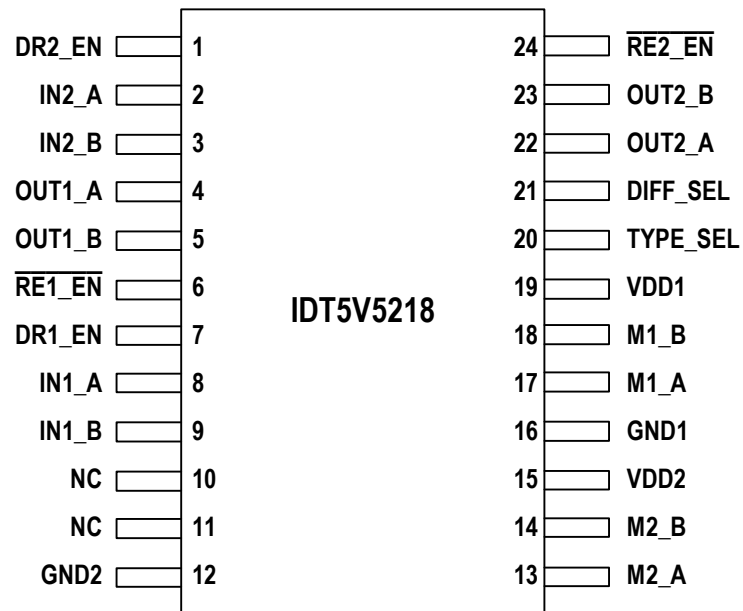 DR2_EN 1 24 R̅E̅2̅_̅E̅N̅
IN2_A 2 23 OUT2_B
IN2_B 3 22 OUT2_A
OUT1_A 4 21 DIFF_SEL
OUT1_B 5 20 TYPE_SEL
R̅E̅1̅_̅E̅N̅ 6 19 VDD1
IDT5V5218
DR1_EN 7 18 M1_B
IN1_A 8 17 M1_A
IN1_B 9 16 GND1
NC 10 15 VDD2
NC 11 14 M2_B
GND2 12 13 M2_A